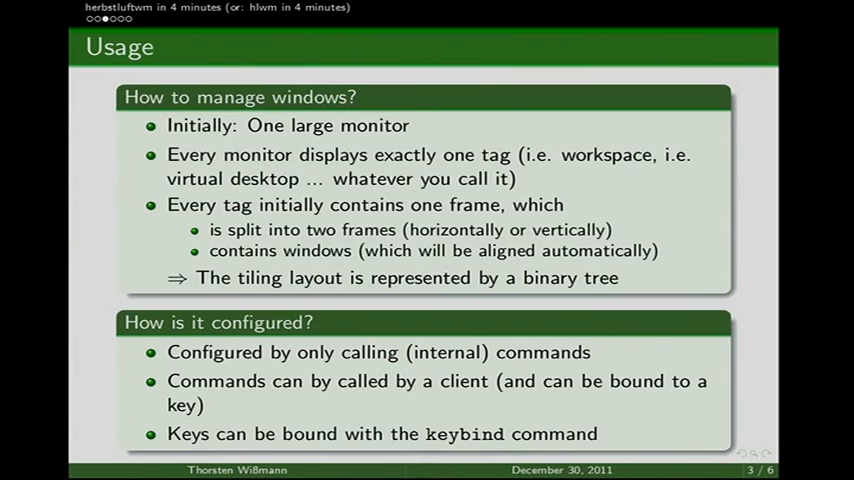 herbstluftwm in 4 minutes (or: hlwm in 4 minutes)
Usage
How to manage windows?
Initially: One large monitor
Every monitor displays exactly one tag (i.e. workspace, i.e.
virtual desktop ... whatever you call it)
Every tag initially contains one frame, which
is split into two frames (horizontally or vertically)
contains windows (which will be aligned automatically)
⇒ The tiling layout is represented by a binary tree
How is it configured?
Configured by only calling (internal) commands
Commands can by called by a client (and can be bound to a
key)
Keys can be bound with the keybind command
Thorsten Wißmann
December 30, 2011
3 / 6